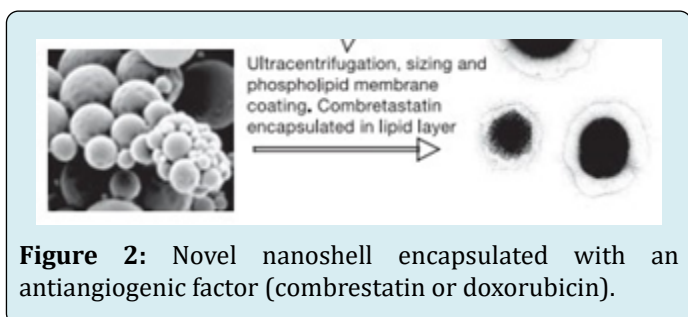 Ultracentrifugation, sizing and
phospholipid membrane
coating. Combretastatin
encapsulated in lipid layer
Figure 2: Novel nanoshell encapsulated with an
antiangiogenic factor (combrestatin or doxorubicin).